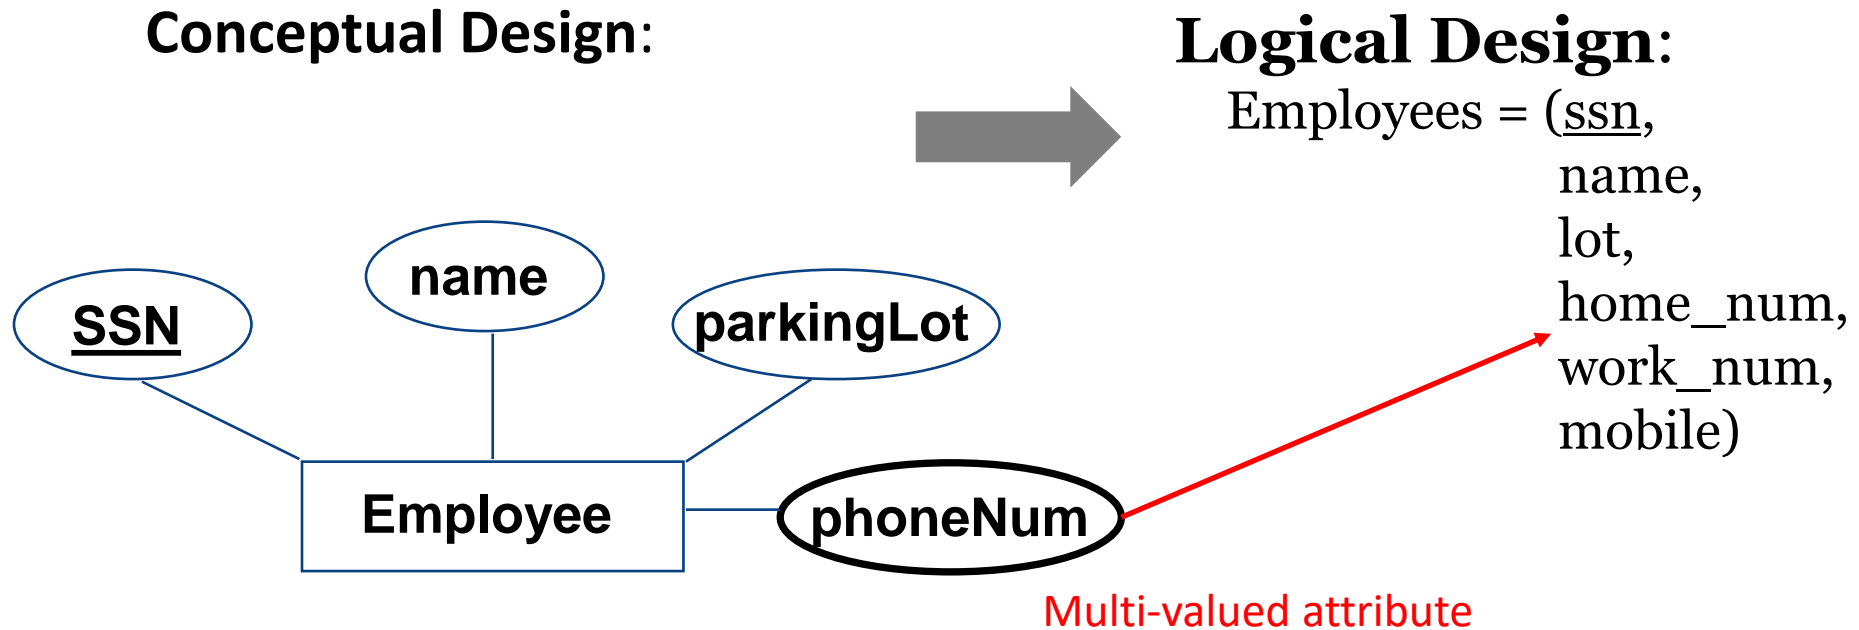 Conceptual Design:
Logical Design:
Employees = (ssn,
name,
lot,
home_num,
work_num,
mobile)
name
SSN
parkingLot
Employee
phoneNum
Multi-valued attribute